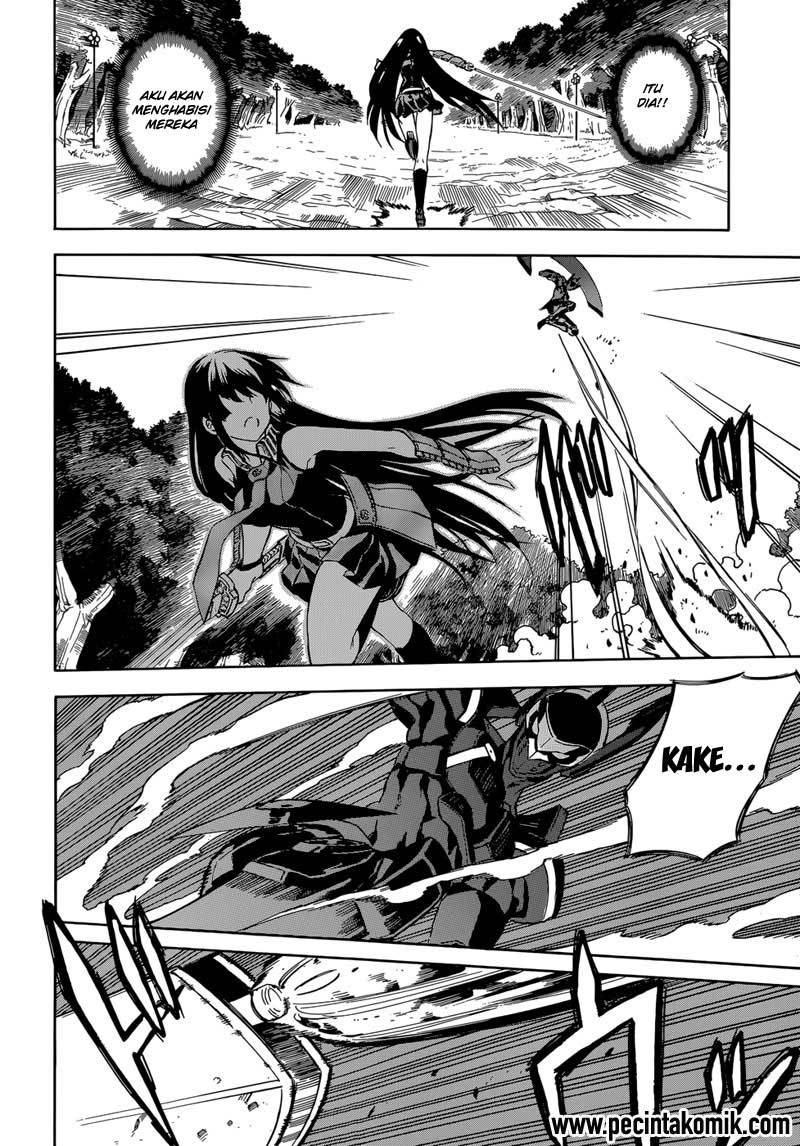 ITU
DIA!!
AKU AKAN
MENGHABISI
MEREKA
KAKE...
www.pecintakomik.com